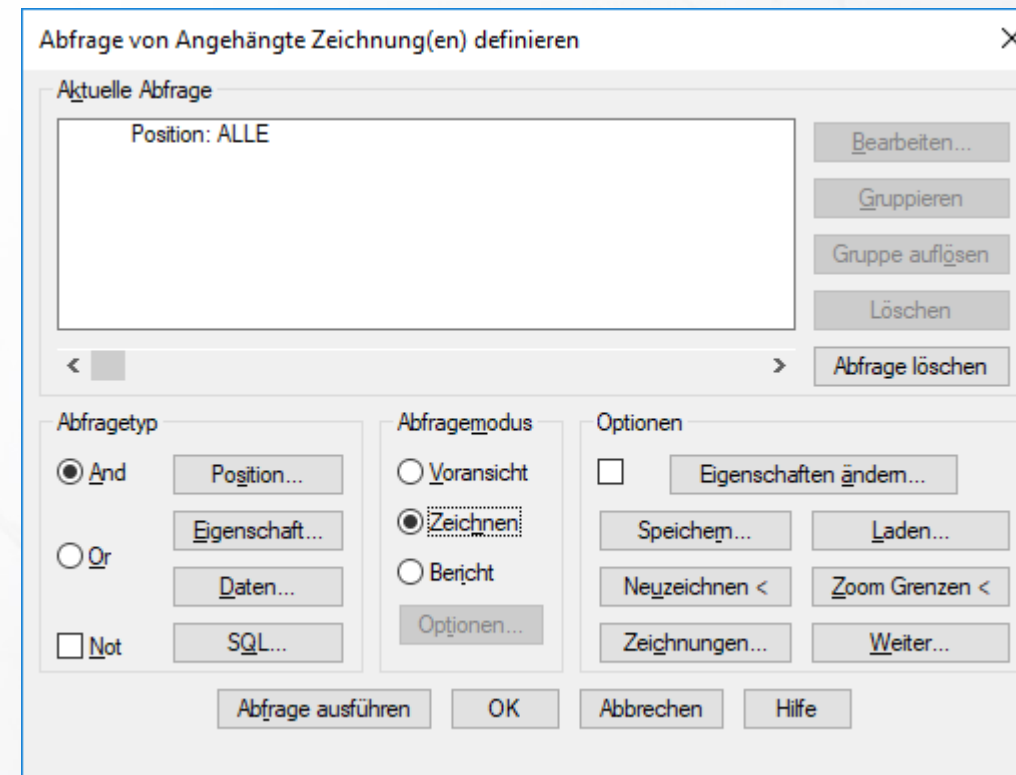 Abfrage von Angehängte Zeichnung(en) definieren
Aktuelle Abfrage
Position: ALLE
Bearbeiten...
Gruppieren
Gruppe auflösen
Löschen
Abfrage löschen
Abfragetyp
And
Position...
Eigenschaft...
Or
Daten...
Not
SQL...
Abfragemodus
Voransicht
Zeichnen
Bericht
Optionen...
Optionen
Eigenschaften ändern...
Speichern... Laden...
Neuzeichnen < Zoom Grenzen <
Zeichnungen... Weiter...
Abfrage ausführen OK Abbrechen Hilfe